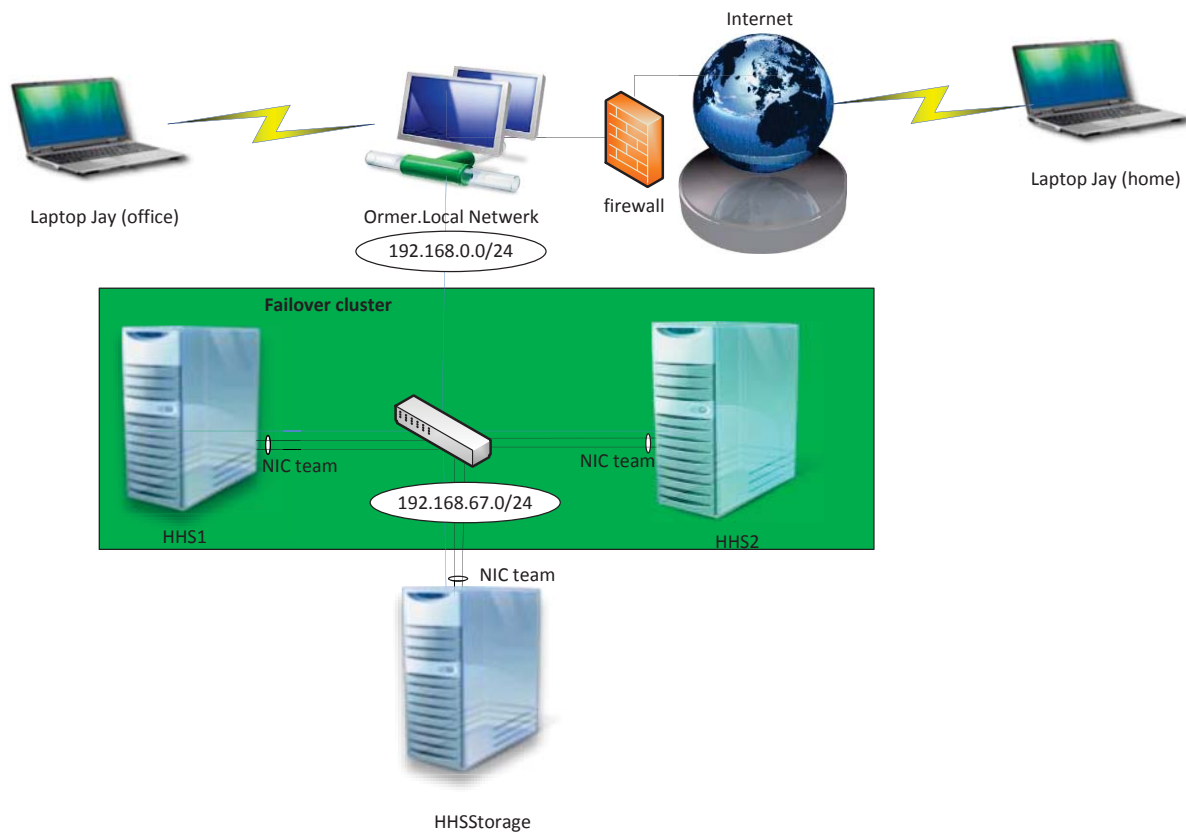 Internet
Laptop Jay (office)
Ormer.Local Netwerk
firewall
Laptop Jay (home)
192.168.0.0/24
Failover cluster
NIC team
NIC team
192.168.67.0/24
HHS1
HHS2
NIC team
HHSStorage